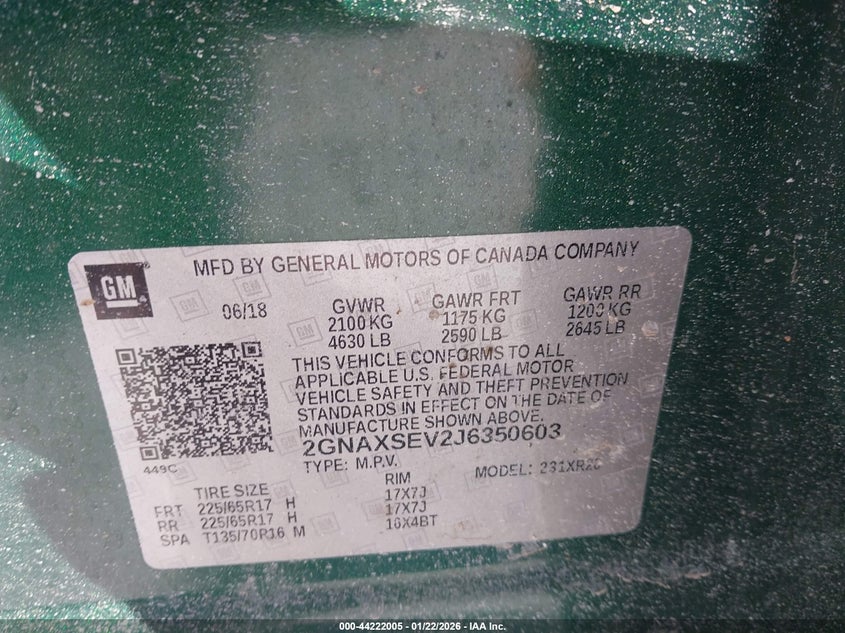 GM
MFD BY GENERAL MOTORS OF CANADA COMPANY
06/18 GVWR GAWR FRT GAWR RR
2100 KG 1175 KG 1200 KG
4630 LB 2590 LB 2645 LB
THIS VEHICLE CONFORMS TO ALL
APPLICABLE U.S. FEDERAL MOTOR
VEHICLE SAFETY AND THEFT PREVENTION
STANDARDS IN EFFECT ON THE DATE OF
MANUFACTURE SHOWN ABOVE.
2GNAXSEV2J6350603
449C TYPE: M.P.V. MODEL: 231XR26
TIRE SIZE RIM
FRT 225/65R17 H 17X7J
RR 225/65R17 H 17X7J
SPA T135/70R16 M 16X4BT
000-44222005 - 01/22/2026 - IAA Inc.